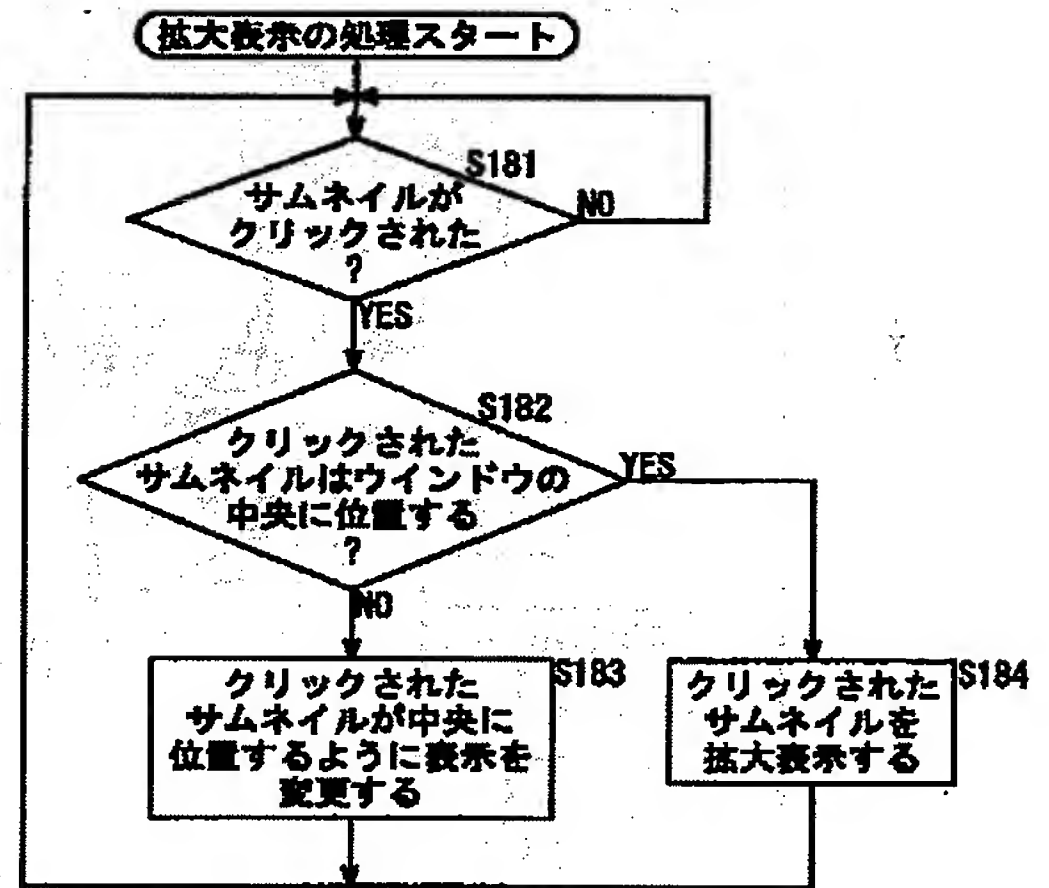 拡大表示の処理スタート
S181
サムネイルが
クリックされた
?
NO
YES
S182
クリックされた
サムネイルはウインドウの
中央に位置する
?
YES
NO
S183
クリックされた
サムネイルが中央に
位置するように表示を
変更する
S184
クリックされた
サムネイルを
拡大表示する